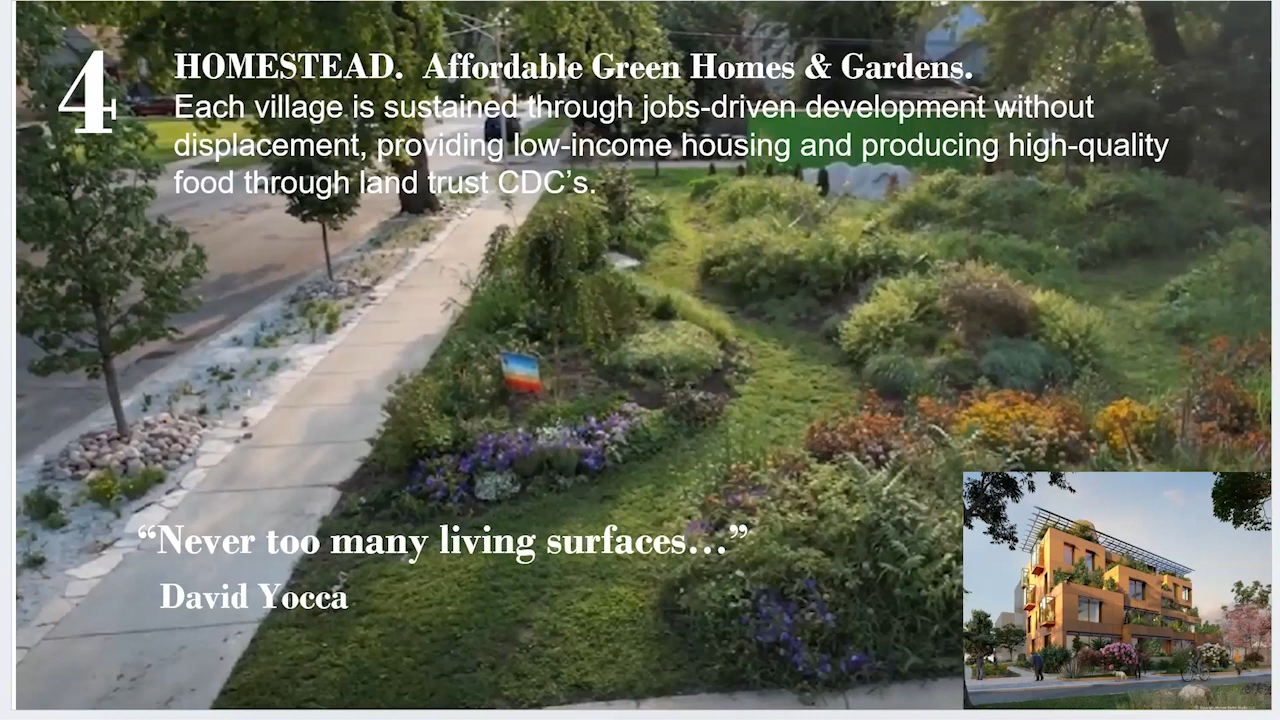 4
HOMESTEAD. Affordable Green Homes & Gardens.
Each village is sustained through jobs-driven development without
displacement, providing low-income housing and producing high-quality
food through land trust CDC’s.
“Never too many living surfaces…”
David Yocca